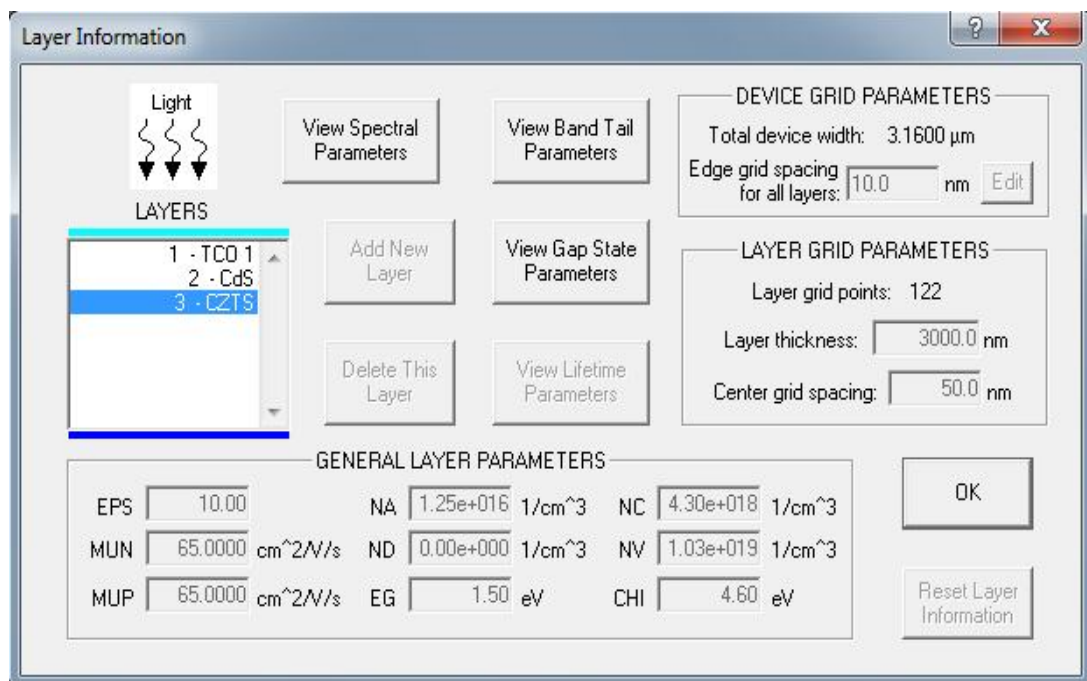 Layer Information
Light
LAYERS
1 - TCO 1
2 - CdS
3 - CZTS
View Spectral
Parameters
View Band Tail
Parameters
Add New
Layer
View Gap State
Parameters
Delete This
Layer
View Lifetime
Parameters
DEVICE GRID PARAMETERS
Total device width: 3.1600 µm
Edge grid spacing
for all layers: 10.0 nm Edit
LAYER GRID PARAMETERS
Layer grid points: 122
Layer thickness: 3000.0 nm
Center grid spacing: 50.0 nm
GENERAL LAYER PARAMETERS
EPS 10.00 NA 1.25e+016 1/cm^3 NC 4.30e+018 1/cm^3
MUN 65.0000 cm^2/V/s ND 0.00e+000 1/cm^3 NV 1.03e+019 1/cm^3
MUP 65.0000 cm^2/V/s EG 1.50 eV CHI 4.60 eV
OK
Reset Layer
Information